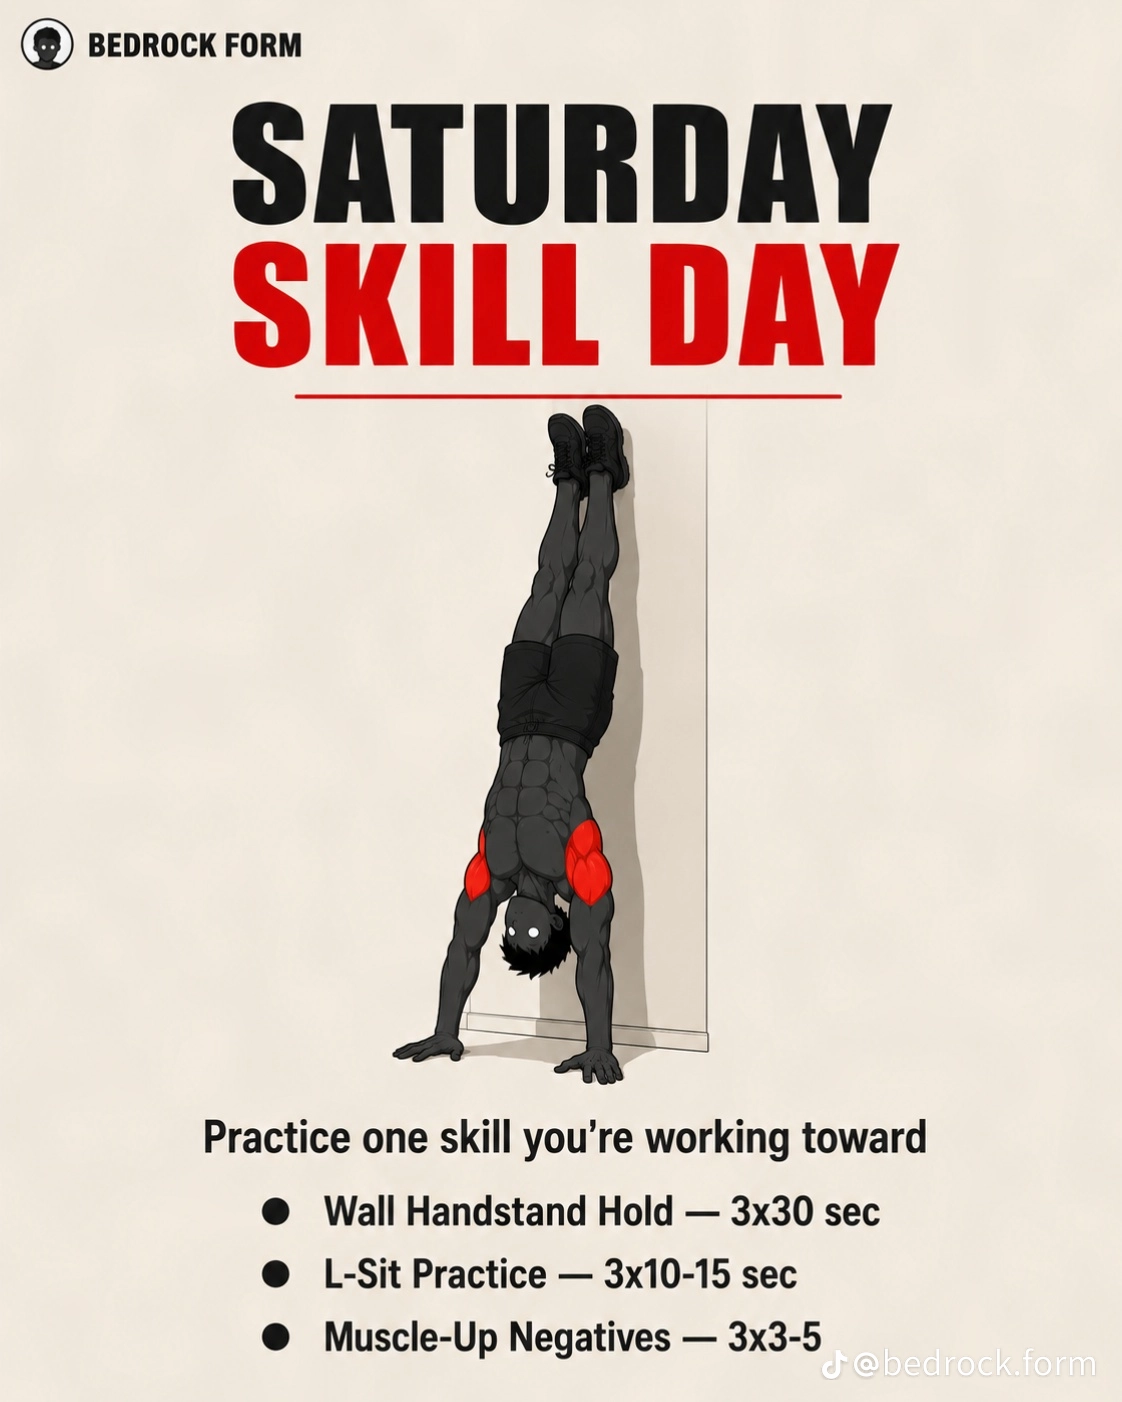 BEDROCK FORM
SATURDAY
SKILL DAY
Practice one skill you’re working toward
● Wall Handstand Hold — 3x30 sec
● L-Sit Practice — 3x10-15 sec
● Muscle-Up Negatives — 3x3-5
@bedrock.form